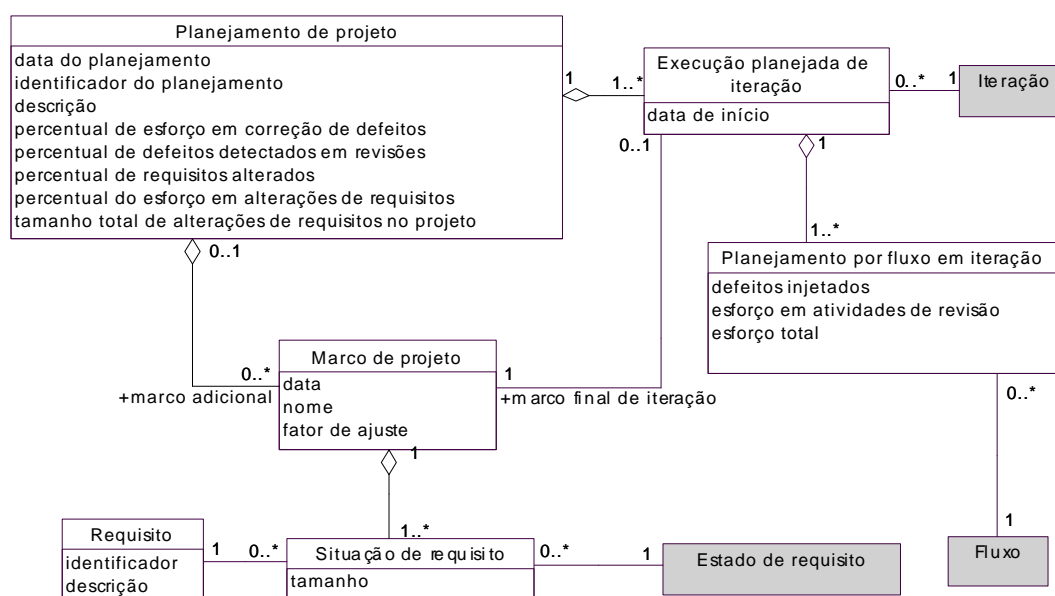 Planejamento de projeto
data do planejamento
identificador do planejamento
descrição
percentual de esforço em correção de defeitos
percentual de defeitos detectados em revisões
percentual de requisitos alterados
percentual do esforço em alterações de requisitos
tamanho total de alterações de requisitos no projeto
1
1..*
Execução planejada de
iteração
data de início
0..*
1
Iteração
0..1
1
0..1
1..*
Planejamento por fluxo em iteração
defeitos injetados
esforço em atividades de revisão
esforço total
0..*
+marco adicional
Marco de projeto
data
nome
fator de ajuste
1
+marco final de iteração
0..*
1
1..*
1
Fluxo
Requisito
identificador
descrição
1
0..*
Situação de requisito
tamanho
0..*
1
Estado de requisito